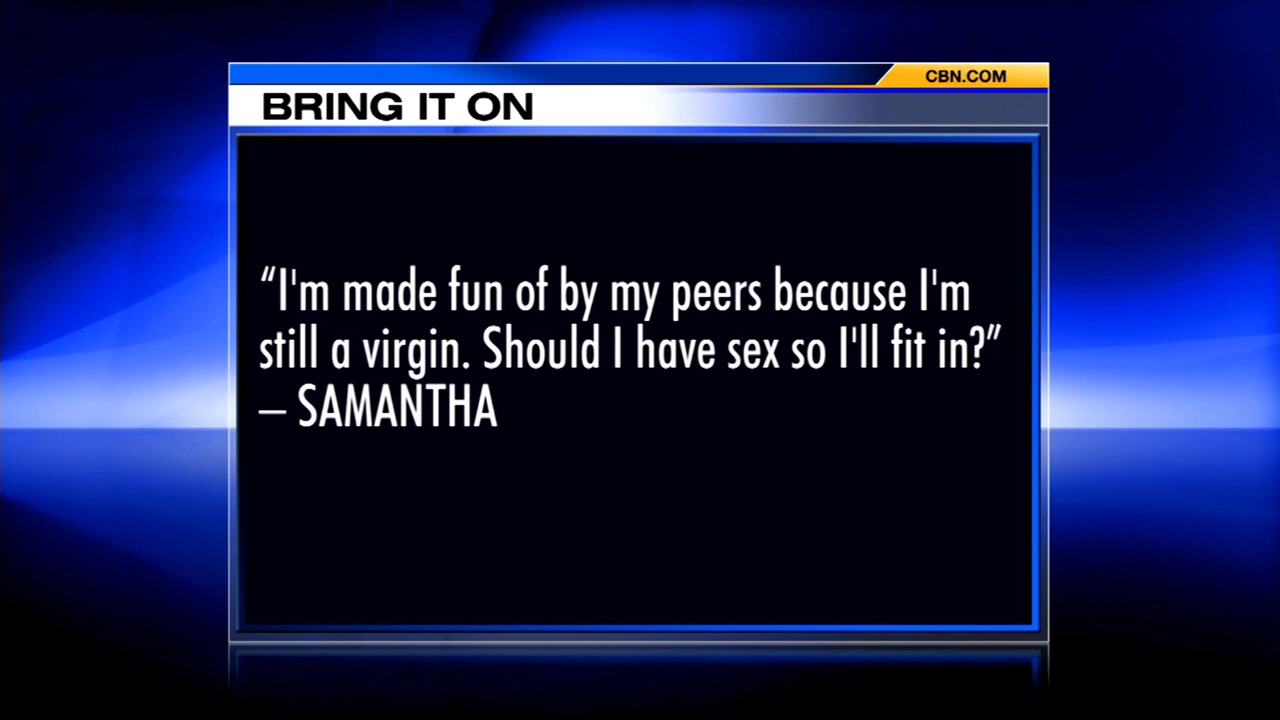 CBN.COM
BRING IT ON
“I'm made fun of by my peers because I'm
still a virgin. Should I have sex so I'll fit in?”
– SAMANTHA